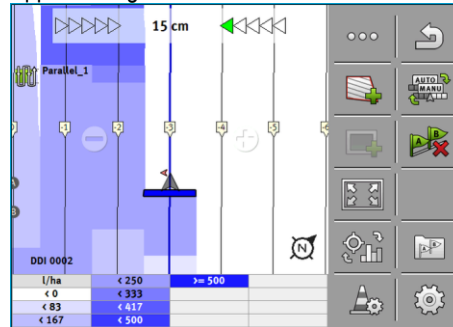 15 cm
Parallel_1
-1
-2
-3
-4
-5
A
B
N
DDI 0002
l/ha < 250 >= 500
< 0 < 333
< 83 < 417
< 167 < 500
AUTO
MANU
A B